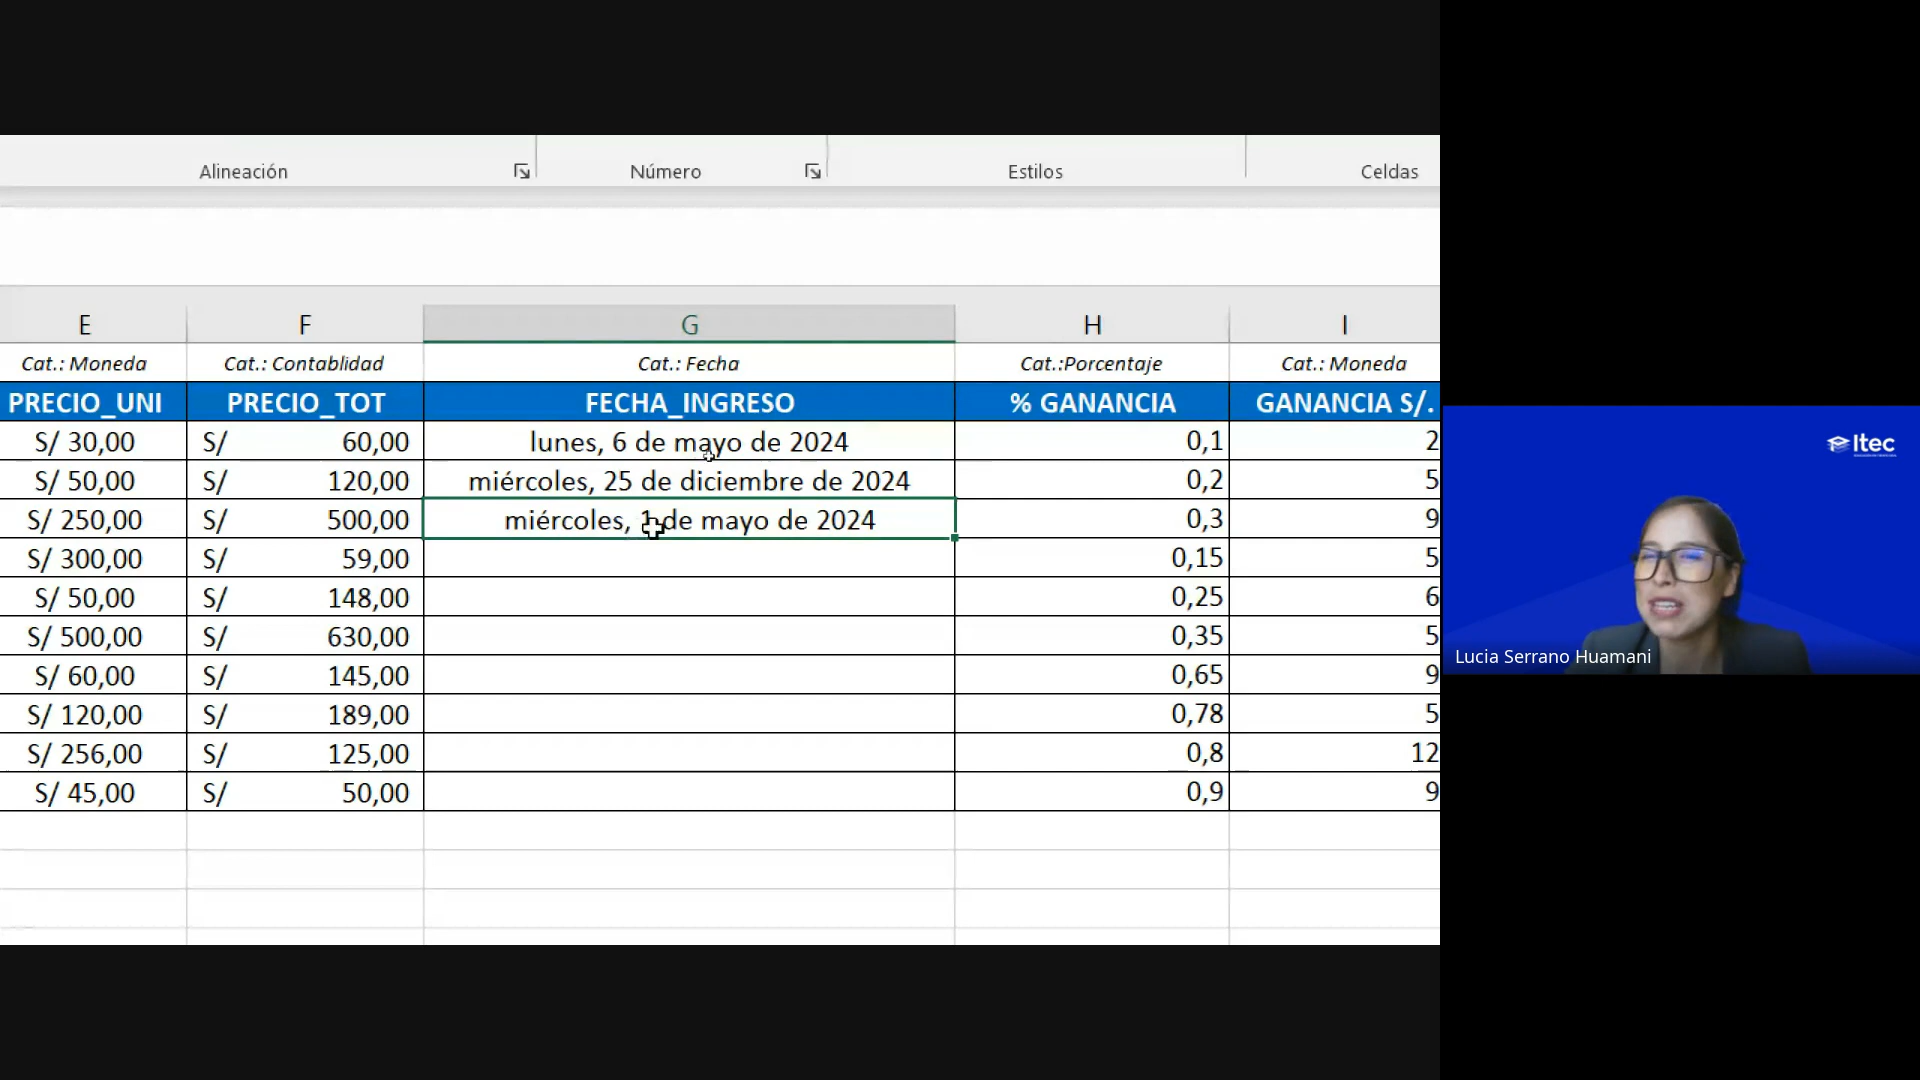 Alineación Número Estilos Celdas
E F G H I
Cat.: Moneda Cat.: Contablidad Cat.: Fecha Cat.:Porcentaje Cat.: Moneda
PRECIO_UNI PRECIO_TOT FECHA_INGRESO % GANANCIA GANANCIA S/.
S/ 30,00 S/ 60,00 lunes, 6 de mayo de 2024 0,1 2
S/ 50,00 S/ 120,00 miércoles, 25 de diciembre de 2024 0,2 5
S/ 250,00 S/ 500,00 miércoles, 1 de mayo de 2024 0,3 9
S/ 300,00 S/ 59,00 0,15 5
S/ 50,00 S/ 148,00 0,25 6
S/ 500,00 S/ 630,00 0,35 5
S/ 60,00 S/ 145,00 0,65 9
S/ 120,00 S/ 189,00 0,78 5
S/ 256,00 S/ 125,00 0,8 12
S/ 45,00 S/ 50,00 0,9 9
Itec
Lucia Serrano Huamani